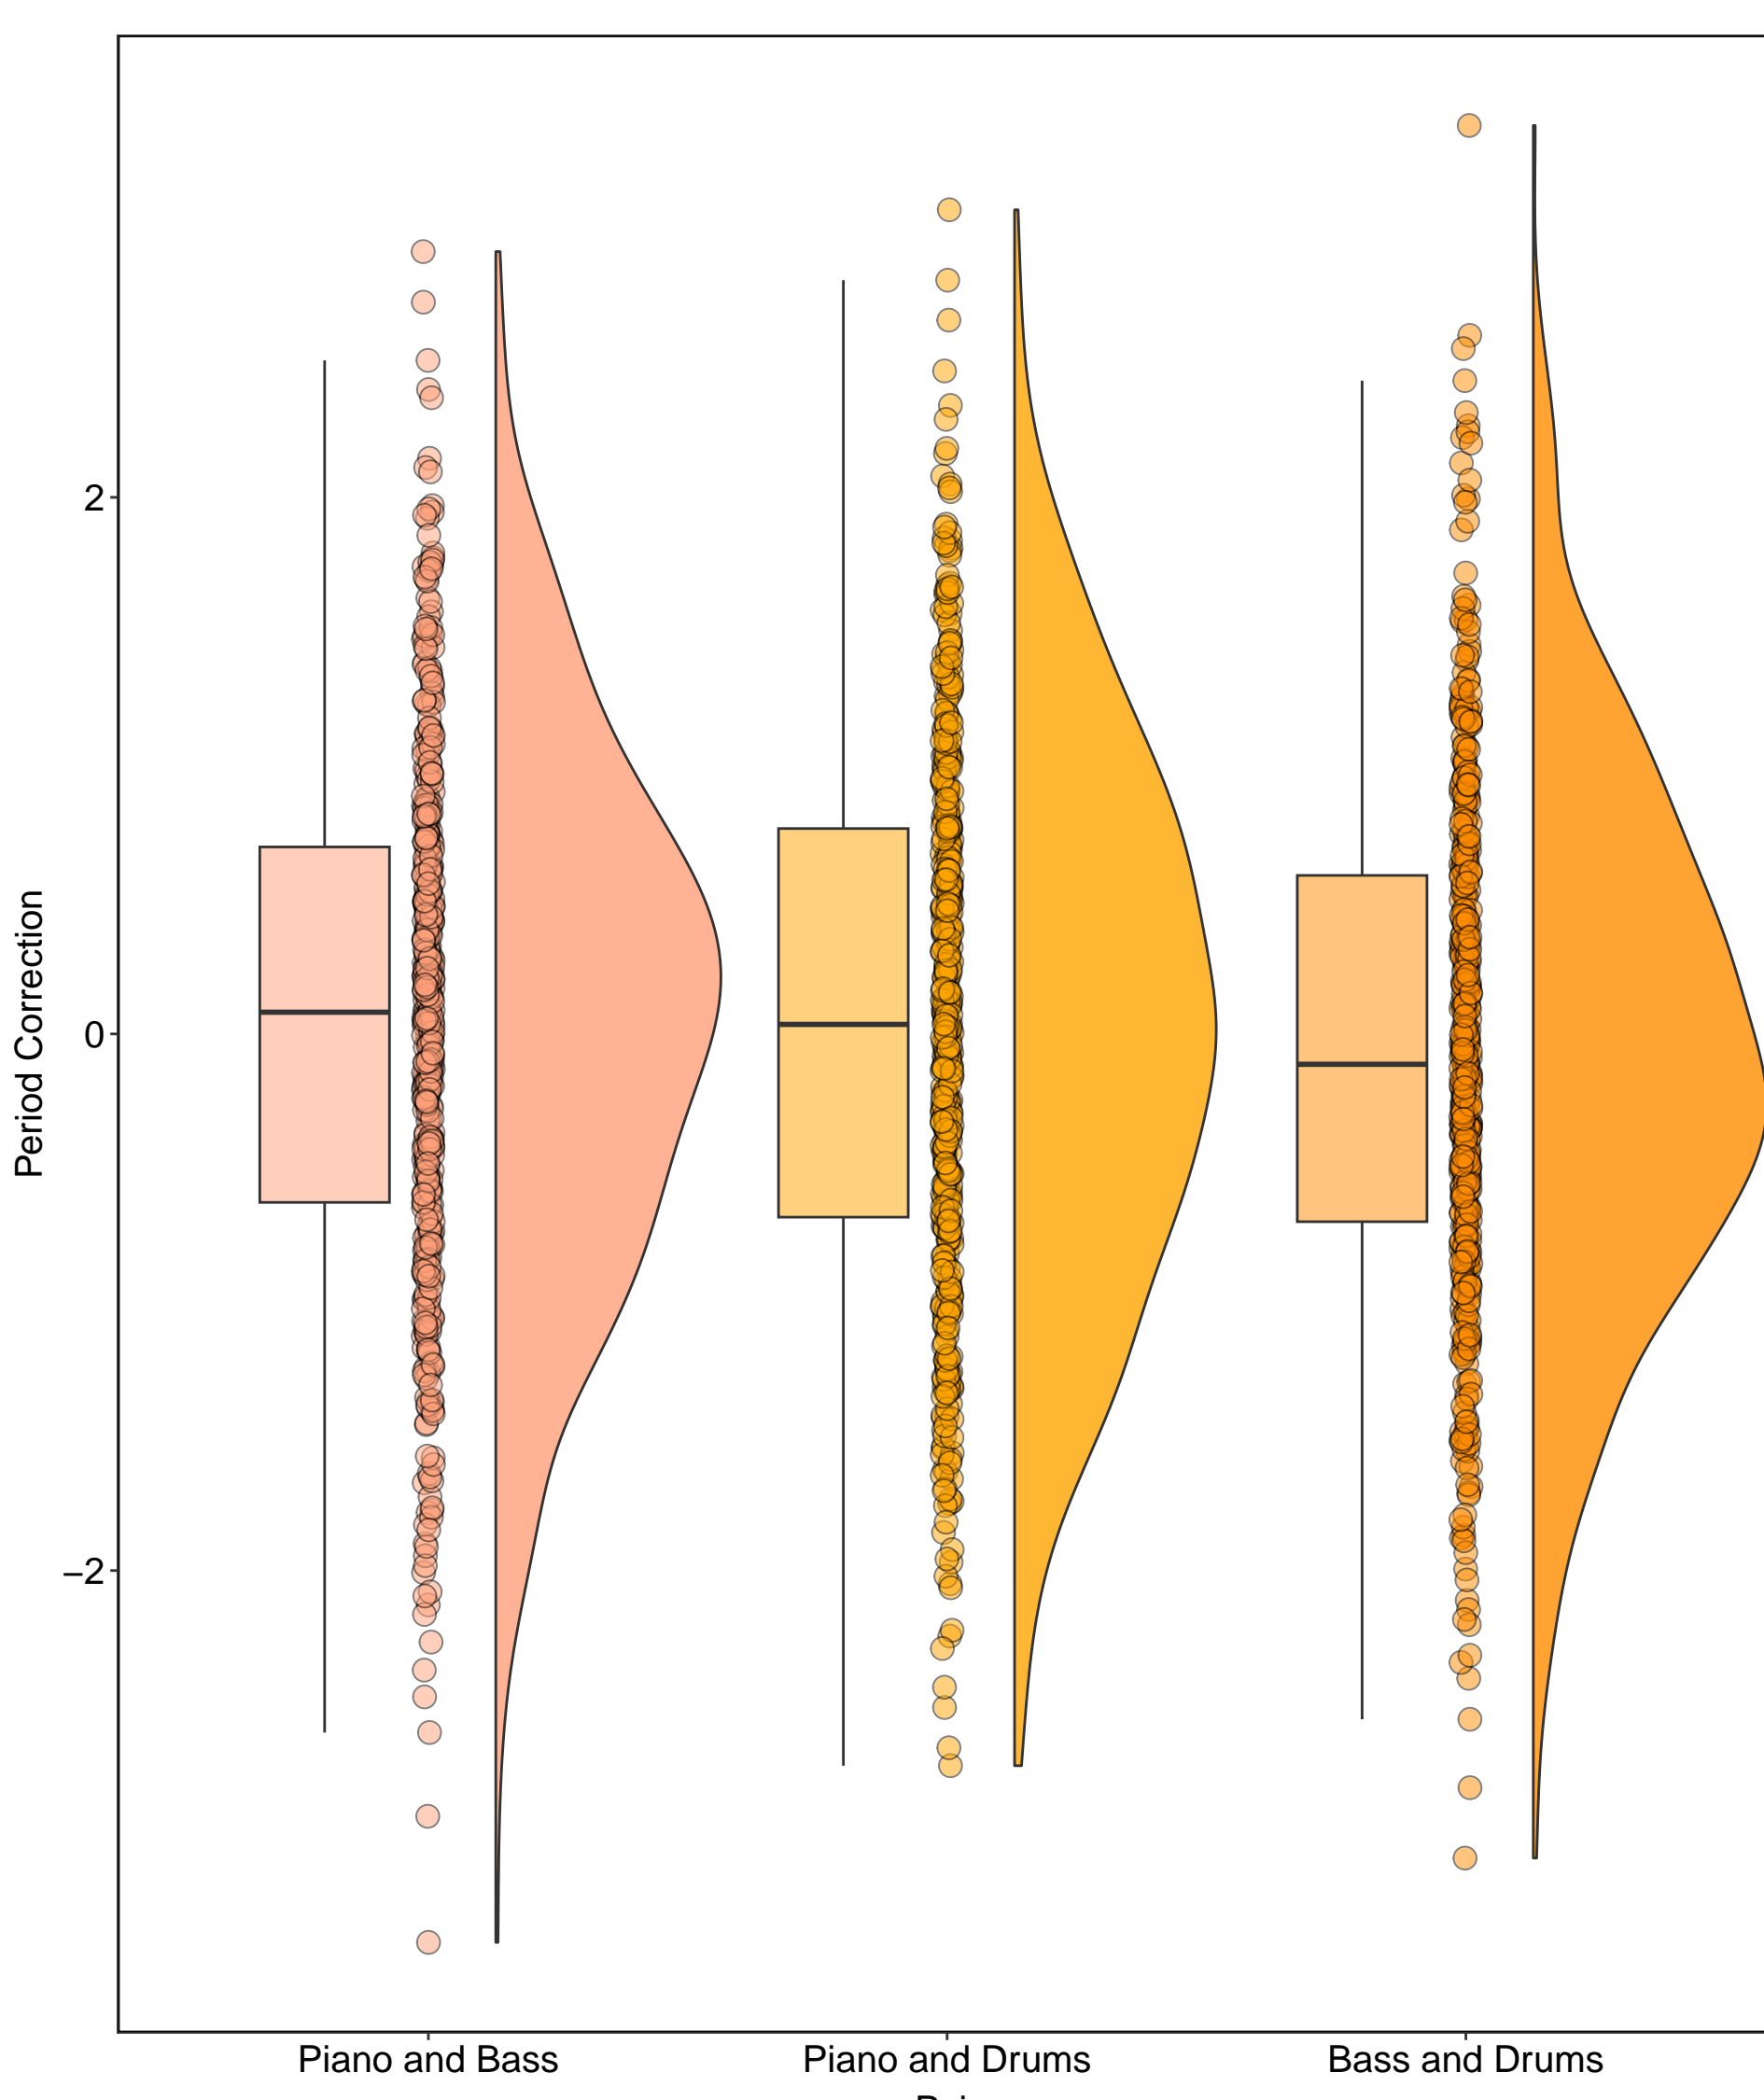 Period Correction
2
0
−2
Piano and Bass
Piano and Drums
Bass and Drums